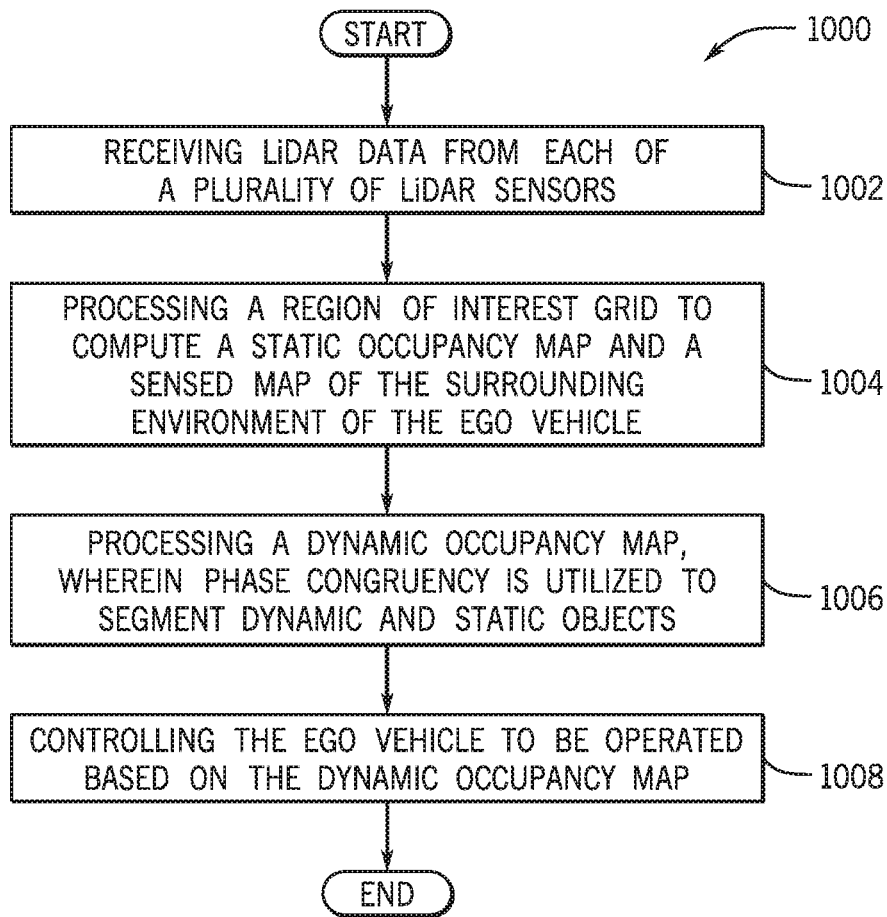 START
1000
RECEIVING LiDAR DATA FROM EACH OF
A PLURALITY OF LiDAR SENSORS
1002
PROCESSING A REGION OF INTEREST GRID TO
COMPUTE A STATIC OCCUPANCY MAP AND A
SENSED MAP OF THE SURROUNDING
ENVIRONMENT OF THE EGO VEHICLE
1004
PROCESSING A DYNAMIC OCCUPANCY MAP,
WHEREIN PHASE CONGRUENCY IS UTILIZED TO
SEGMENT DYNAMIC AND STATIC OBJECTS
1006
CONTROLLING THE EGO VEHICLE TO BE OPERATED
BASED ON THE DYNAMIC OCCUPANCY MAP
1008
END